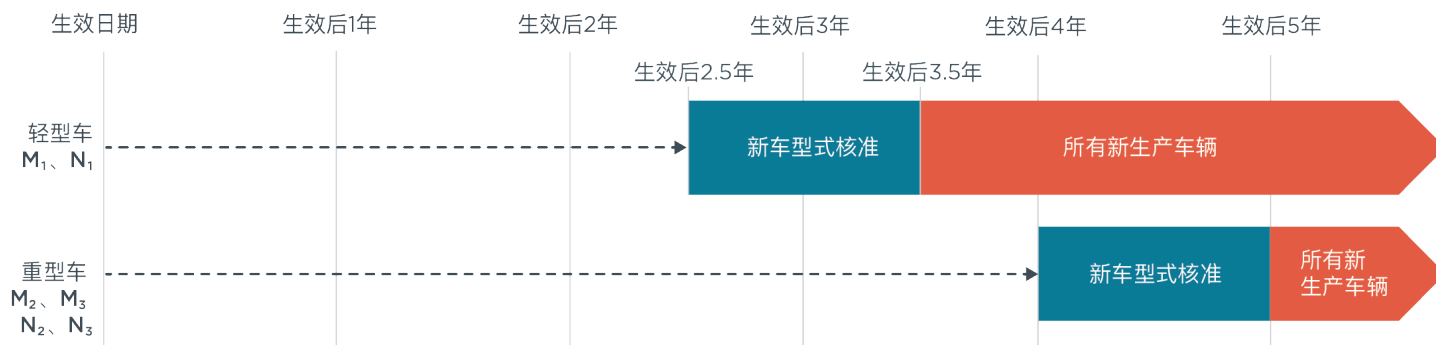 生效日期
生效后1年
生效后2年
生效后3年
生效后4年
生效后5年
生效后2.5年
生效后3.5年
轻型车
M₁、N₁
新车型式核准
所有新生产车辆
重型车
M₂、M₃
N₂、N₃
新车型式核准
所有新
生产车辆